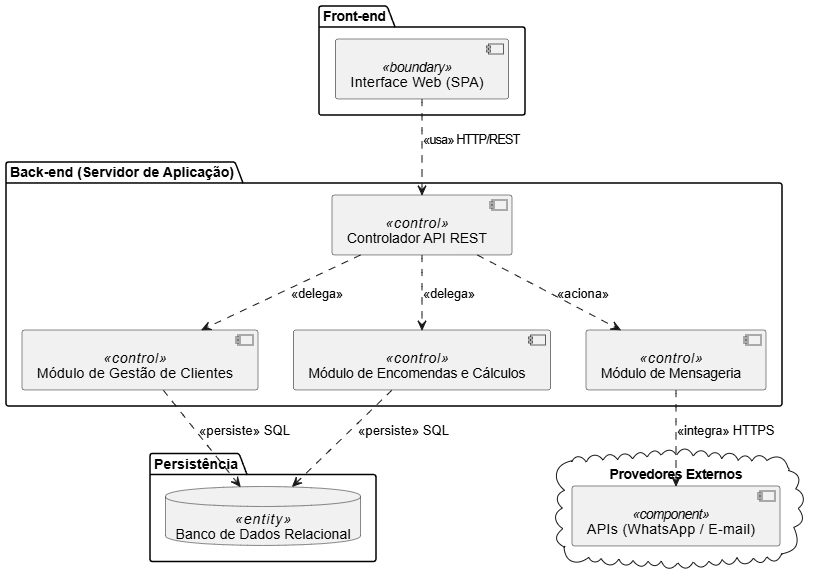 Front-end
«boundary»
Interface Web (SPA)
«usa» HTTP/REST
Back-end (Servidor de Aplicação)
«control»
Controlador API REST
«delega»
«delega»
«aciona»
«control»
Módulo de Gestão de Clientes
«control»
Módulo de Encomendas e Cálculos
«control»
Módulo de Mensageria
«persiste» SQL
«persiste» SQL
«integra» HTTPS
Persistência
«entity»
Banco de Dados Relacional
Provedores Externos
«component»
APIs (WhatsApp / E-mail)